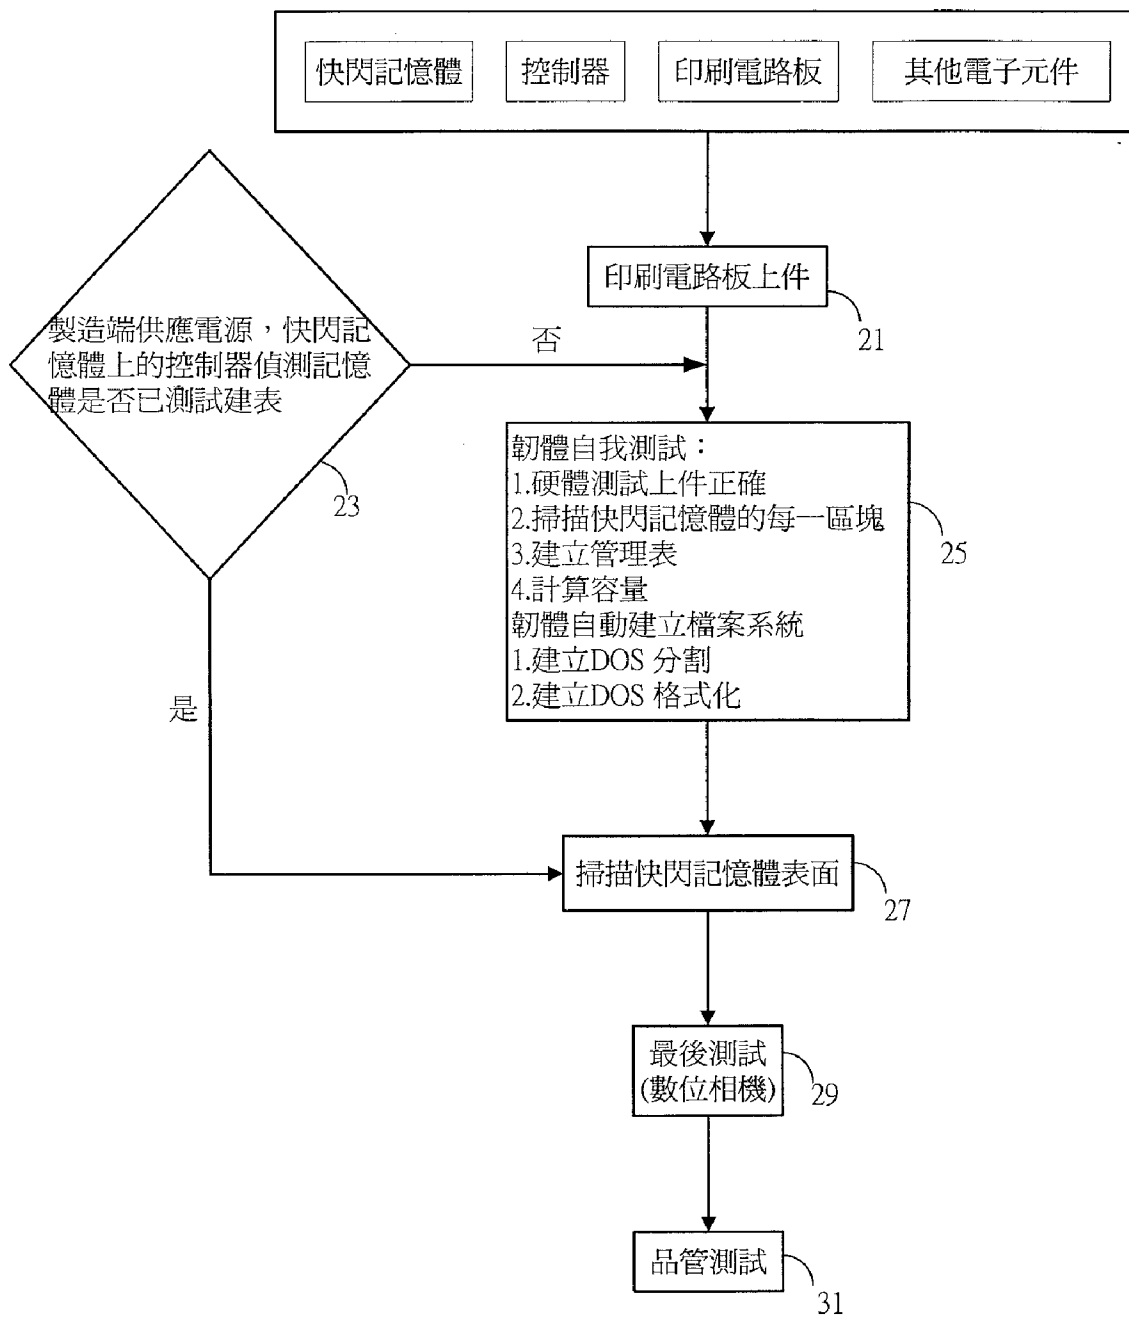 快閃記憶體
控制器
印刷電路板
其他電子元件
印刷電路板上件
21
製造端供應電源，快閃記
憶體上的控制器偵測記憶
體是否已測試建表
23
否
是
韌體自我測試：
1.硬體測試上件正確
2.掃描快閃記憶體的每一區塊
3.建立管理表
4.計算容量
韌體自動建立檔案系統
1.建立DOS 分割
2.建立DOS 格式化
25
掃描快閃記憶體表面
27
最後測試
(數位相機)
29
品管測試
31